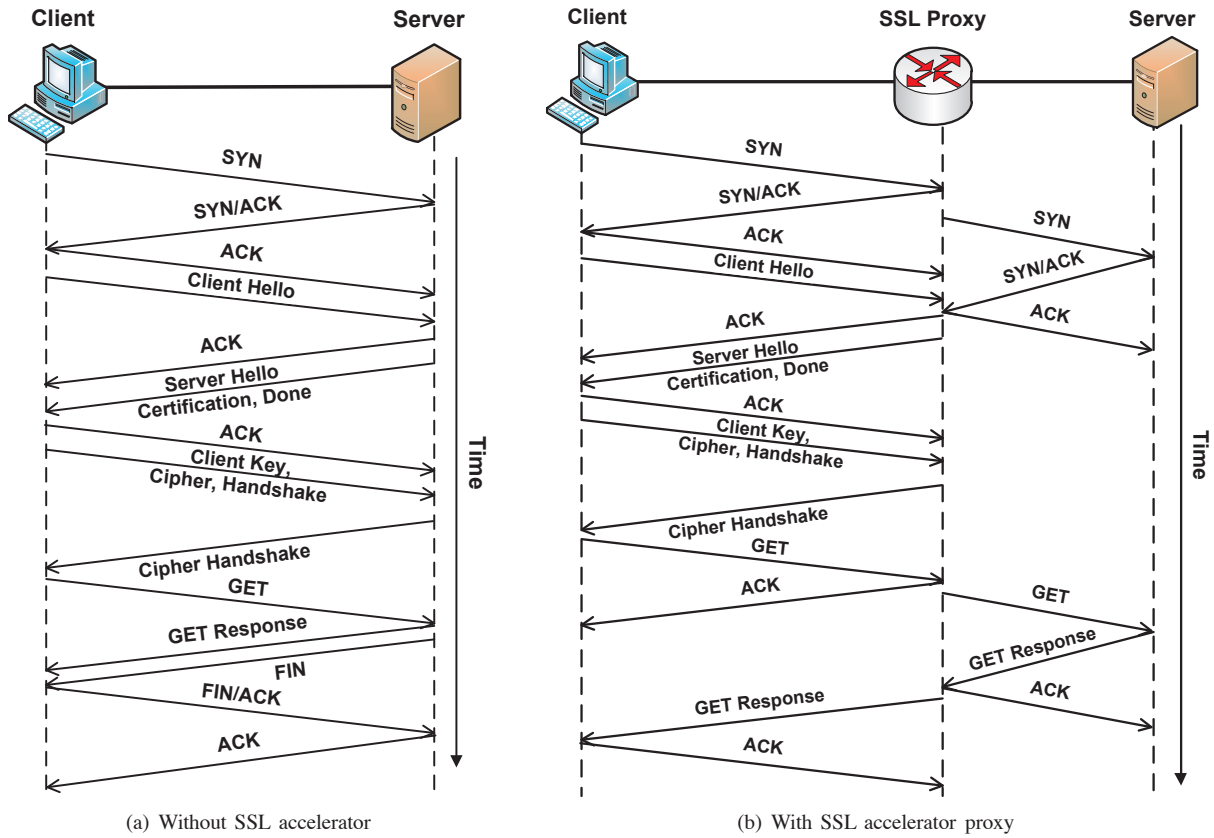 Client
Server
SYN
SYN/ACK
ACK
Client Hello
ACK
Server Hello
Certification, Done
ACK
Client Key,
Cipher, Handshake
Cipher Handshake
GET
GET Response
FIN
FIN/ACK
ACK
Time
(a) Without SSL accelerator
Client
SSL Proxy
Server
SYN
SYN/ACK
SYN
ACK
Client Hello
SYN/ACK
ACK
ACK
Server Hello
Certification, Done
ACK
Client Key,
Cipher, Handshake
Cipher Handshake
GET
ACK
GET
GET Response
ACK
GET Response
ACK
Time
(b) With SSL accelerator proxy